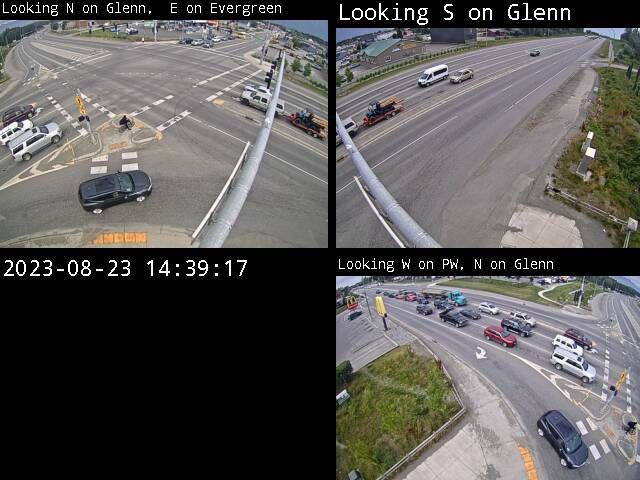 Looking N on Glenn,  E on Evergreen
Looking S on Glenn
2023-08-23 14:39:17
Looking W on PW, N on Glenn